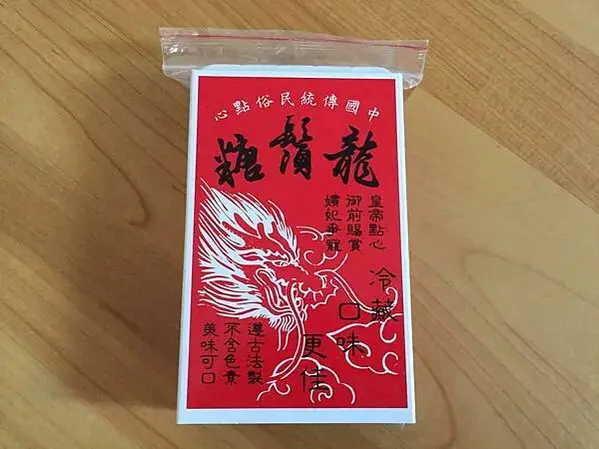 中國傳統民俗點心
龍鬚糖
皇帝點心
御前賜賞
嬪妃爭寵
冷藏
口味
更佳
遵古法製
不含色素
美味可口